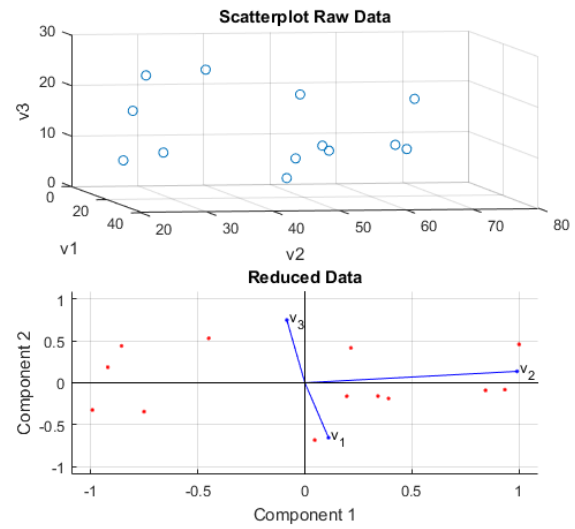 Scatterplot Raw Data
30
20
10
0
v3
0
20
40
v1
20
30
40
50
60
70
80
v2
Reduced Data
1
0.5
0
-0.5
-1
Component 2
v3
v2
v1
-1
-0.5
0
0.5
1
Component 1